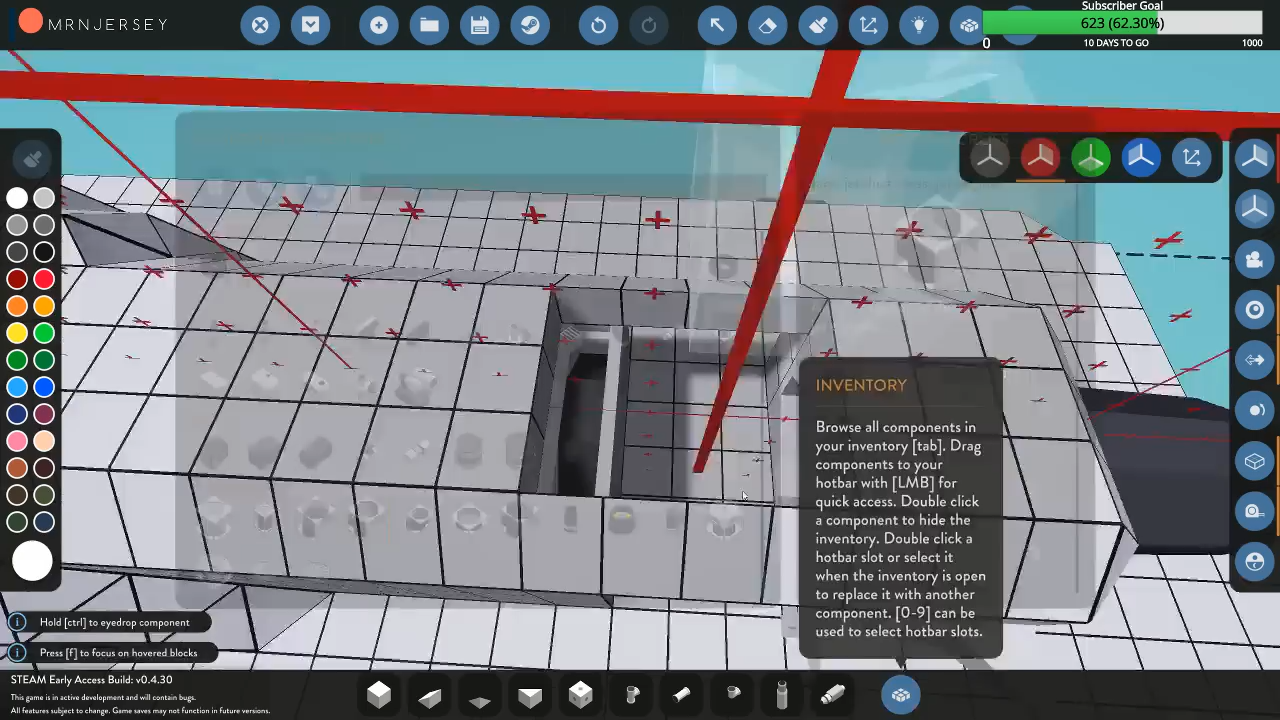 MRNJERSEY
Subscriber Goal
623 (62.30%)
0
10 DAYS TO GO
1000
INVENTORY
Browse all components in
your inventory [tab]. Drag
components to your
hotbar with [LMB] for
quick access. Double click
a component to hide the
inventory. Double click a
hotbar slot or select it
when the inventory is open
to replace it with another
component. [0-9] can be
used to select hotbar slots.
Hold [ctrl] to eyedrop component
Press [f] to focus on hovered blocks
STEAM Early Access Build: v0.4.30
This game is in active development and will contain bugs.
All features subject to change. Game saves may not function in future versions.